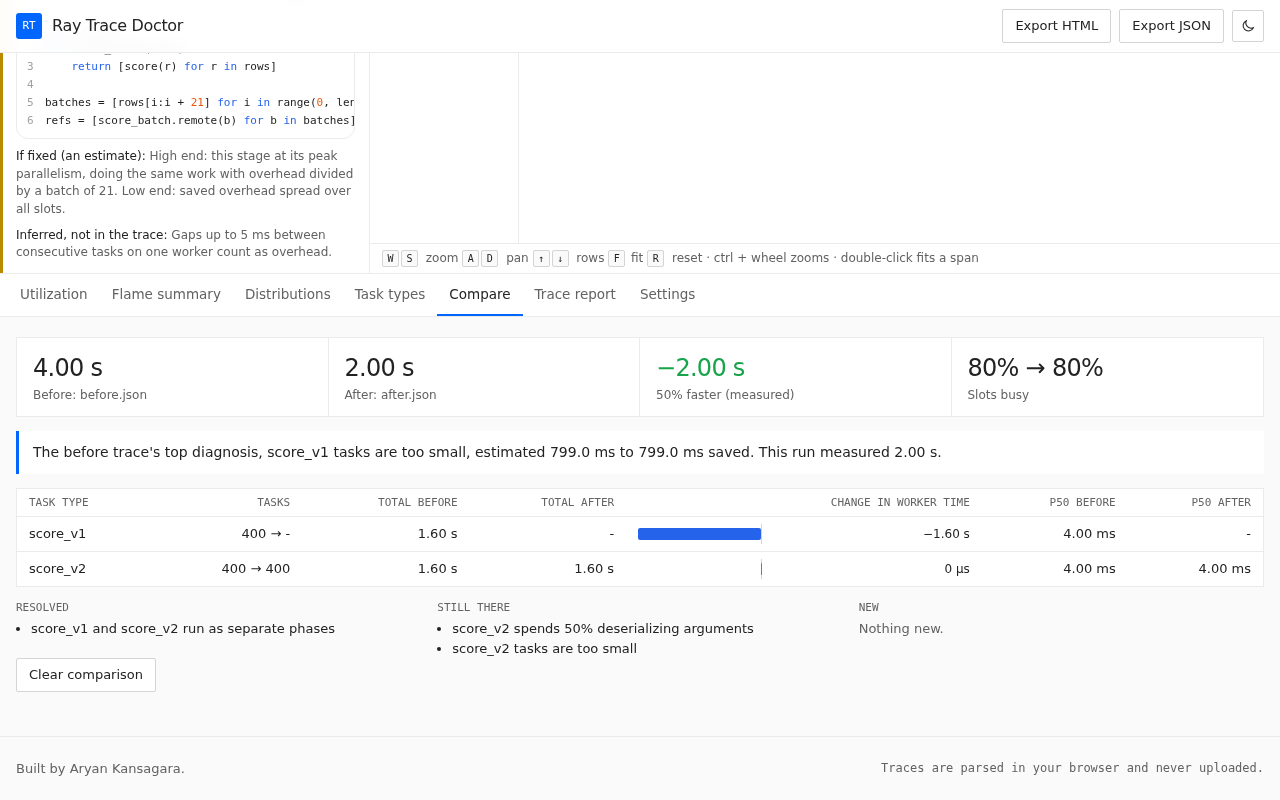 RT Ray Trace Doctor
Export HTML
Export JSON
3 return [score(r) for r in rows]
4
5 batches = [rows[i:i + 21] for i in range(0, len
6 refs = [score_batch.remote(b) for b in batches]
If fixed (an estimate): High end: this stage at its peak
parallelism, doing the same work with overhead divided
by a batch of 21. Low end: saved overhead spread over
all slots.
Inferred, not in the trace: Gaps up to 5 ms between
consecutive tasks on one worker count as overhead.
W S zoom A D pan ↑ ↓ rows F fit R reset · ctrl + wheel zooms · double-click fits a span
Utilization Flame summary Distributions Task types Compare Trace report Settings
4.00 s
Before: before.json
2.00 s
After: after.json
−2.00 s
50% faster (measured)
80% → 80%
Slots busy
The before trace's top diagnosis, score_v1 tasks are too small, estimated 799.0 ms to 799.0 ms saved. This run measured 2.00 s.
TASK TYPE TASKS TOTAL BEFORE TOTAL AFTER CHANGE IN WORKER TIME P50 BEFORE P50 AFTER
score_v1 400 → - 1.60 s - −1.60 s 4.00 ms -
score_v2 400 → 400 1.60 s 1.60 s 0 µs 4.00 ms 4.00 ms
RESOLVED
• score_v1 and score_v2 run as separate phases
STILL THERE
• score_v2 spends 50% deserializing arguments
• score_v2 tasks are too small
NEW
Nothing new.
Clear comparison
Built by Aryan Kansagara.
Traces are parsed in your browser and never uploaded.